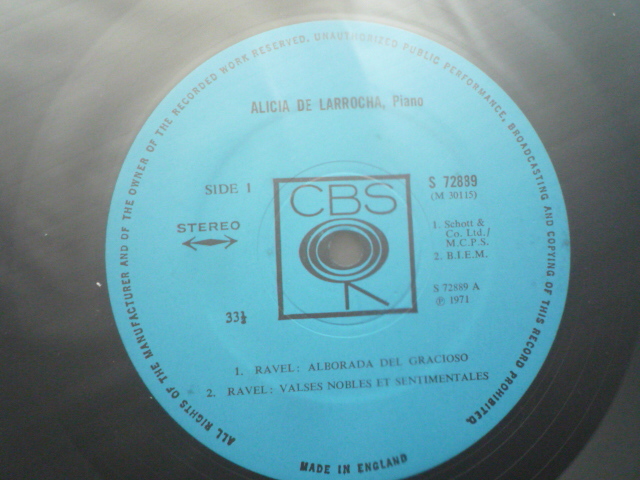 ALL RIGHTS OF THE MANUFACTURER AND OF THE OWNER OF THE RECORDED WORK RESERVED. UNAUTHORIZED PUBLIC PERFORMANCE, BROADCASTING AND COPYING OF THIS RECORD PROHIBITED.
ALICIA DE LARROCHA, Piano
SIDE 1
STEREO
33⅓
CBS
S 72889
(M 30115)
1. Schott &
Co. Ltd./
M.C.P.S.
2. B.I.E.M.
S 72889 A
℗ 1971
1. RAVEL: ALBORADA DEL GRACIOSO
2. RAVEL: VALSES NOBLES ET SENTIMENTALES
MADE IN ENGLAND